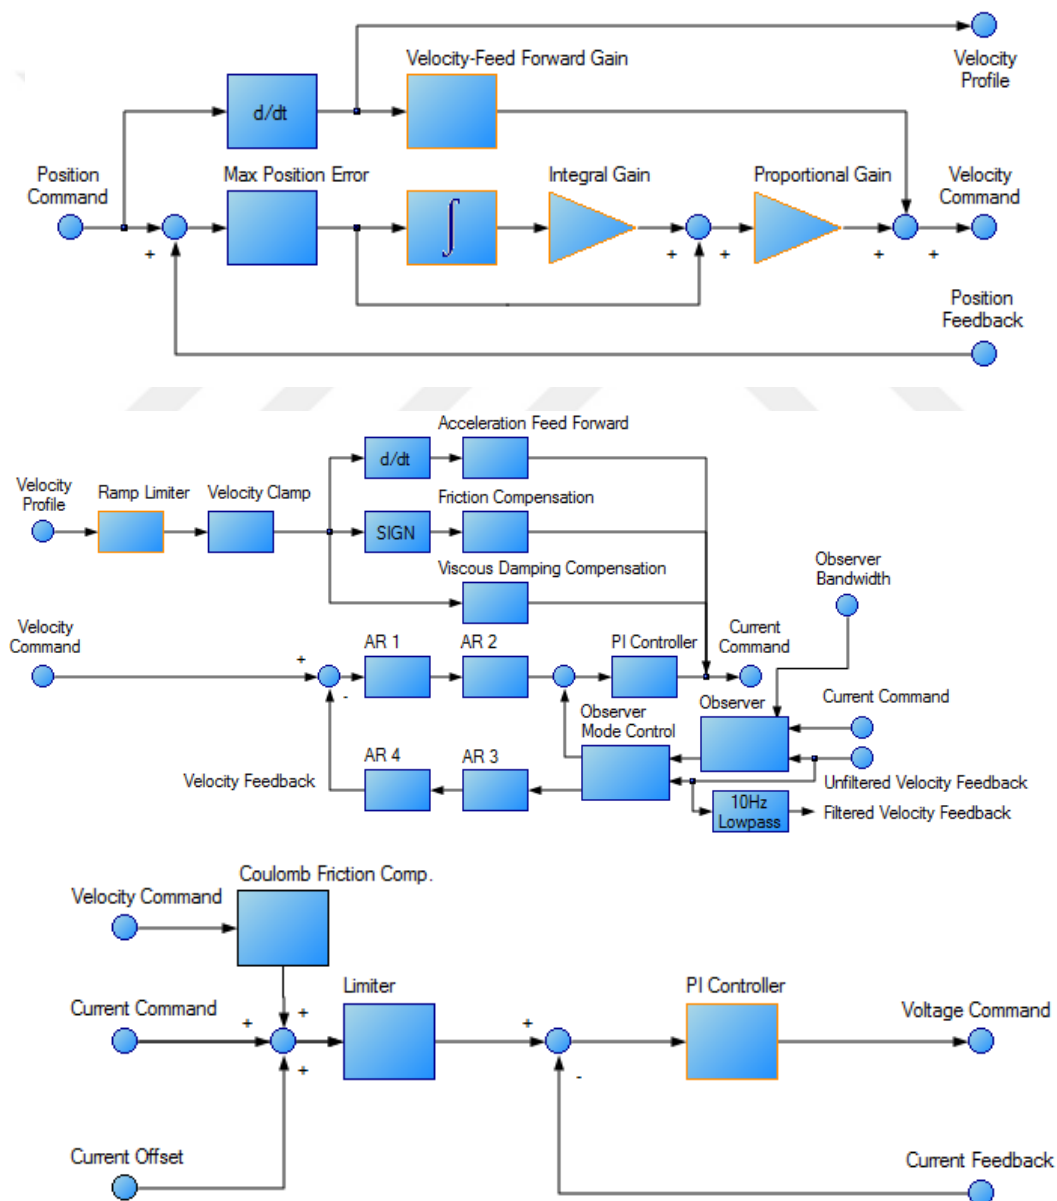 Velocity
Profile
Velocity-Feed Forward Gain
d/dt
Position
Command
Max Position Error
∫
Integral Gain
Proportional Gain
Velocity
Command
+
+
+
+
+
Position
Feedback
Acceleration Feed Forward
Velocity
Profile
Ramp Limiter
Velocity Clamp
d/dt
Friction Compensation
SIGN
Observer
Bandwidth
Viscous Damping Compensation
Velocity
Command
+
-
AR 1
AR 2
PI Controller
Current
Command
Observer
Mode Control
Observer
Current Command
Velocity Feedback
AR 4
AR 3
Unfiltered Velocity Feedback
10Hz
Lowpass
Filtered Velocity Feedback
Coulomb Friction Comp.
Velocity Command
Current Command
+
+
+
Limiter
+
-
PI Controller
Voltage Command
Current Offset
Current Feedback